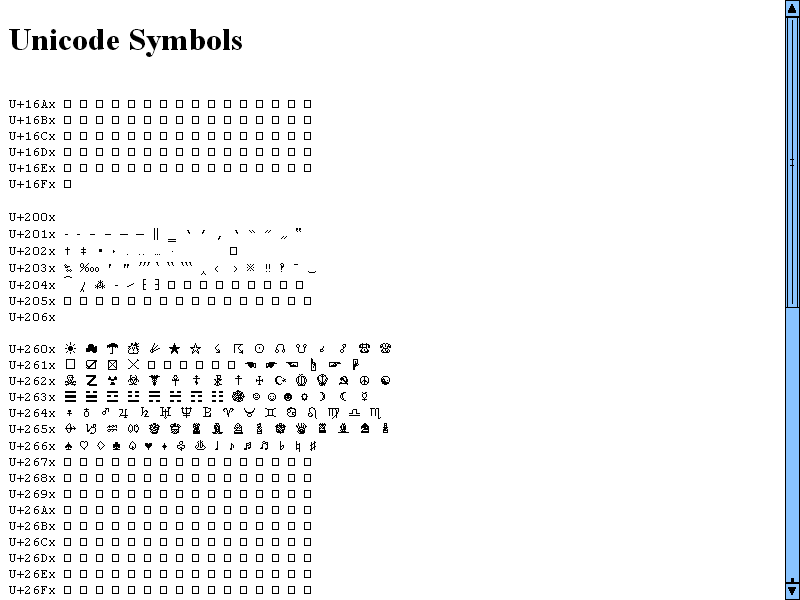 Unicode Symbols
U+16Ax □ □ □ □ □ □ □ □ □ □ □ □ □ □ □ □
U+16Bx □ □ □ □ □ □ □ □ □ □ □ □ □ □ □ □
U+16Cx □ □ □ □ □ □ □ □ □ □ □ □ □ □ □ □
U+16Dx □ □ □ □ □ □ □ □ □ □ □ □ □ □ □ □
U+16Ex □ □ □ □ □ □ □ □ □ □ □ □ □ □ □ □
U+16Fx □
U+200x
U+201x ‐ ‑ ‒ – — ― ‖ ‗ ‘ ’ ‚ ‛ “ ” „ ‟
U+202x † ‡ • ‣ ․ ‥ … ‧ □
U+203x ‰ ‱ ′ ″ ‴ ‵ ‶ ‷ ‸ ‹ › ※ ‼ ‽ ‾ ‿
U+204x ⁀ ⁁ ⁂ ⁃ ⁄ ⁅ ⁆ □ □ □ □ □ □ □ □ □
U+205x □ □ □ □ □ □ □ □ □ □ □ □ □ □ □ □
U+206x
U+260x ☀ ☁ ☂ ☃ ☄ ★ ☆ ☇ ☈ ☉ ☊ ☋ ☌ ☍ ☎ ☏
U+261x ☐ ☑ ☒ ☓ □ □ □ □ □ □ ☚ ☛ ☜ ☝ ☞ ☟
U+262x ☠ ☡ ☢ ☣ ☤ ☥ ☦ ☧ ☨ ☩ ☪ ☫ ☬ ☭ ☮ ☯
U+263x ☰ ☱ ☲ ☳ ☴ ☵ ☶ ☷ ☸ ☹ ☺ ☻ ☼ ☽ ☾ ☿
U+264x ♀ ♁ ♂ ♃ ♄ ♅ ♆ ♇ ♈ ♉ ♊ ♋ ♌ ♍ ♎ ♏
U+265x ♐ ♑ ♒ ♓ ♔ ♕ ♖ ♗ ♘ ♙ ♚ ♛ ♜ ♝ ♞ ♟
U+266x ♠ ♡ ♢ ♣ ♤ ♥ ♦ ♧ ♨ ♩ ♪ ♫ ♬ ♭ ♮ ♯
U+267x □ □ □ □ □ □ □ □ □ □ □ □ □ □ □ □
U+268x □ □ □ □ □ □ □ □ □ □ □ □ □ □ □ □
U+269x □ □ □ □ □ □ □ □ □ □ □ □ □ □ □ □
U+26Ax □ □ □ □ □ □ □ □ □ □ □ □ □ □ □ □
U+26Bx □ □ □ □ □ □ □ □ □ □ □ □ □ □ □ □
U+26Cx □ □ □ □ □ □ □ □ □ □ □ □ □ □ □ □
U+26Dx □ □ □ □ □ □ □ □ □ □ □ □ □ □ □ □
U+26Ex □ □ □ □ □ □ □ □ □ □ □ □ □ □ □ □
U+26Fx □ □ □ □ □ □ □ □ □ □ □ □ □ □ □ □